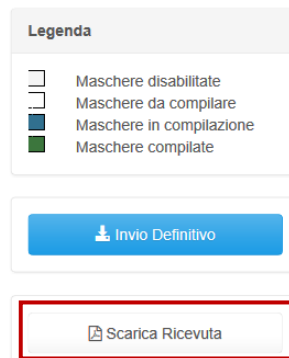 Legenda
Maschere disabilitate
Maschere da compilare
Maschere in compilazione
Maschere compilate
Invio Definitivo
Scarica Ricevuta